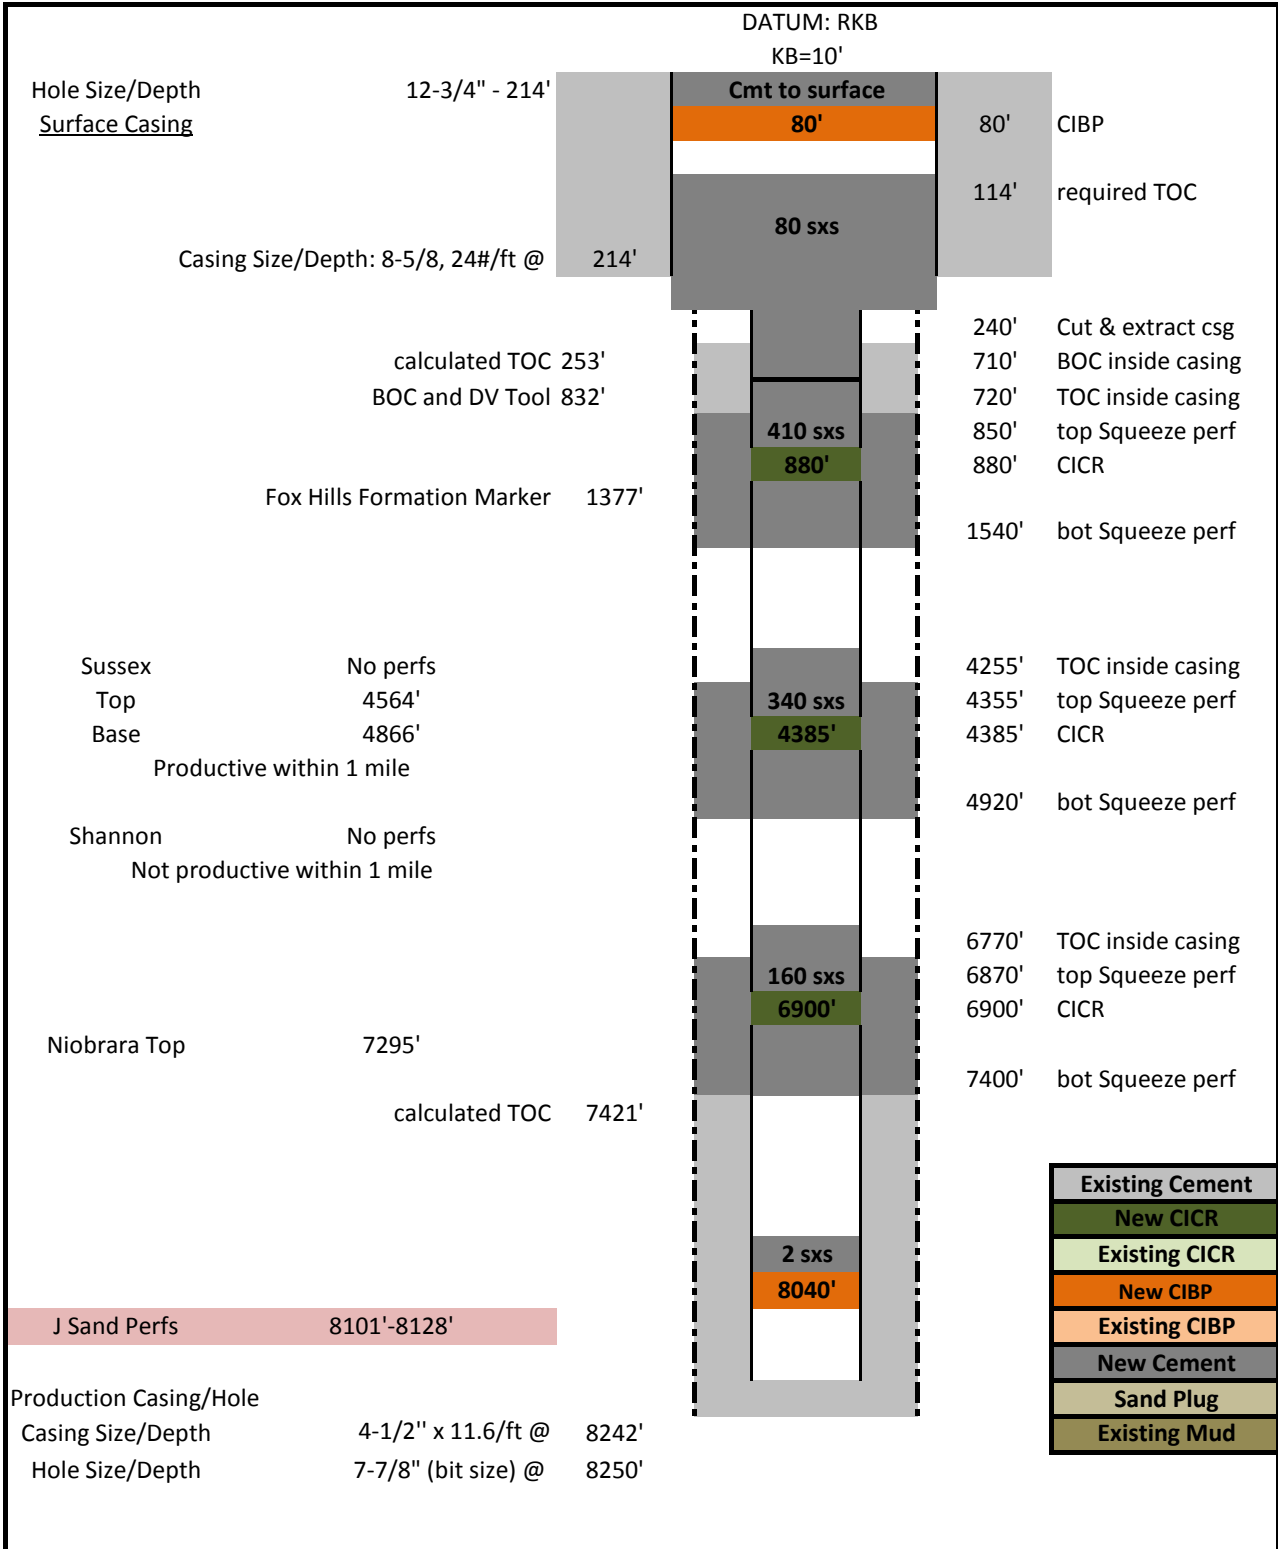 DATUM: RKB
KB=10'
Hole Size/Depth 12-3/4" - 214' Cmt to surface
Surface Casing 80' 80' CIBP
114' required TOC
80 sxs
Casing Size/Depth: 8-5/8, 24#/ft @ 214'
240' Cut & extract csg
calculated TOC 253' 710' BOC inside casing
BOC and DV Tool 832' 720' TOC inside casing
410 sxs 850' top Squeeze perf
880' 880' CICR
Fox Hills Formation Marker 1377'
1540' bot Squeeze perf
Sussex No perfs 4255' TOC inside casing
Top 4564' 340 sxs 4355' top Squeeze perf
Base 4866' 4385' 4385' CICR
Productive within 1 mile
4920' bot Squeeze perf
Shannon No perfs
Not productive within 1 mile
6770' TOC inside casing
160 sxs 6870' top Squeeze perf
6900' 6900' CICR
Niobrara Top 7295'
7400' bot Squeeze perf
calculated TOC 7421'
Existing Cement
New CICR
2 sxs Existing CICR
8040' New CIBP
J Sand Perfs 8101'-8128' Existing CIBP
New Cement
Production Casing/Hole Sand Plug
Casing Size/Depth 4-1/2'' x 11.6/ft @ 8242' Existing Mud
Hole Size/Depth 7-7/8" (bit size) @ 8250'